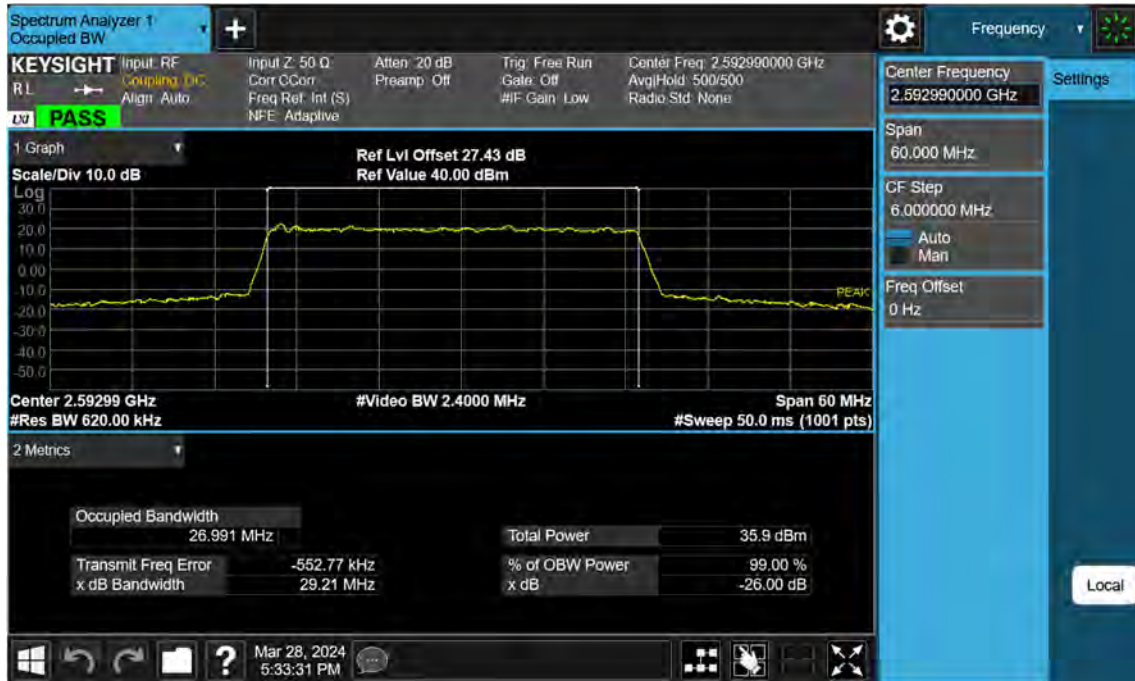 Spectrum Analyzer 1
Occupied BW
+
Frequency
KEYSIGHT
RL
Input: RF
Coupling: DC
Align: Auto
Input Z: 50 Ω
Corr CCorr
Freq Ref: Int (S)
NFE: Adaptive
Atten: 20 dB
Preamp: Off
Trig: Free Run
Gate: Off
#IF Gain: Low
Center Freq: 2.592990000 GHz
Avg|Hold: 500/500
Radio Std: None
LXI
PASS
1 Graph
Scale/Div 10.0 dB
Ref Lvl Offset 27.43 dB
Ref Value 40.00 dBm
Log
30.0
20.0
10.0
0.00
-10.0
-20.0
-30.0
-40.0
-50.0
PEAK
Center 2.59299 GHz
#Video BW 2.4000 MHz
Span 60 MHz
#Res BW 620.00 kHz
#Sweep 50.0 ms (1001 pts)
2 Metrics
Occupied Bandwidth
26.991 MHz
Total Power 35.9 dBm
Transmit Freq Error -552.77 kHz
% of OBW Power 99.00 %
x dB Bandwidth 29.21 MHz
x dB -26.00 dB
Center Frequency
2.592990000 GHz
Settings
Span
60.000 MHz
CF Step
6.000000 MHz
Auto
Man
Freq Offset
0 Hz
Local
?
Mar 28, 2024
5:33:31 PM